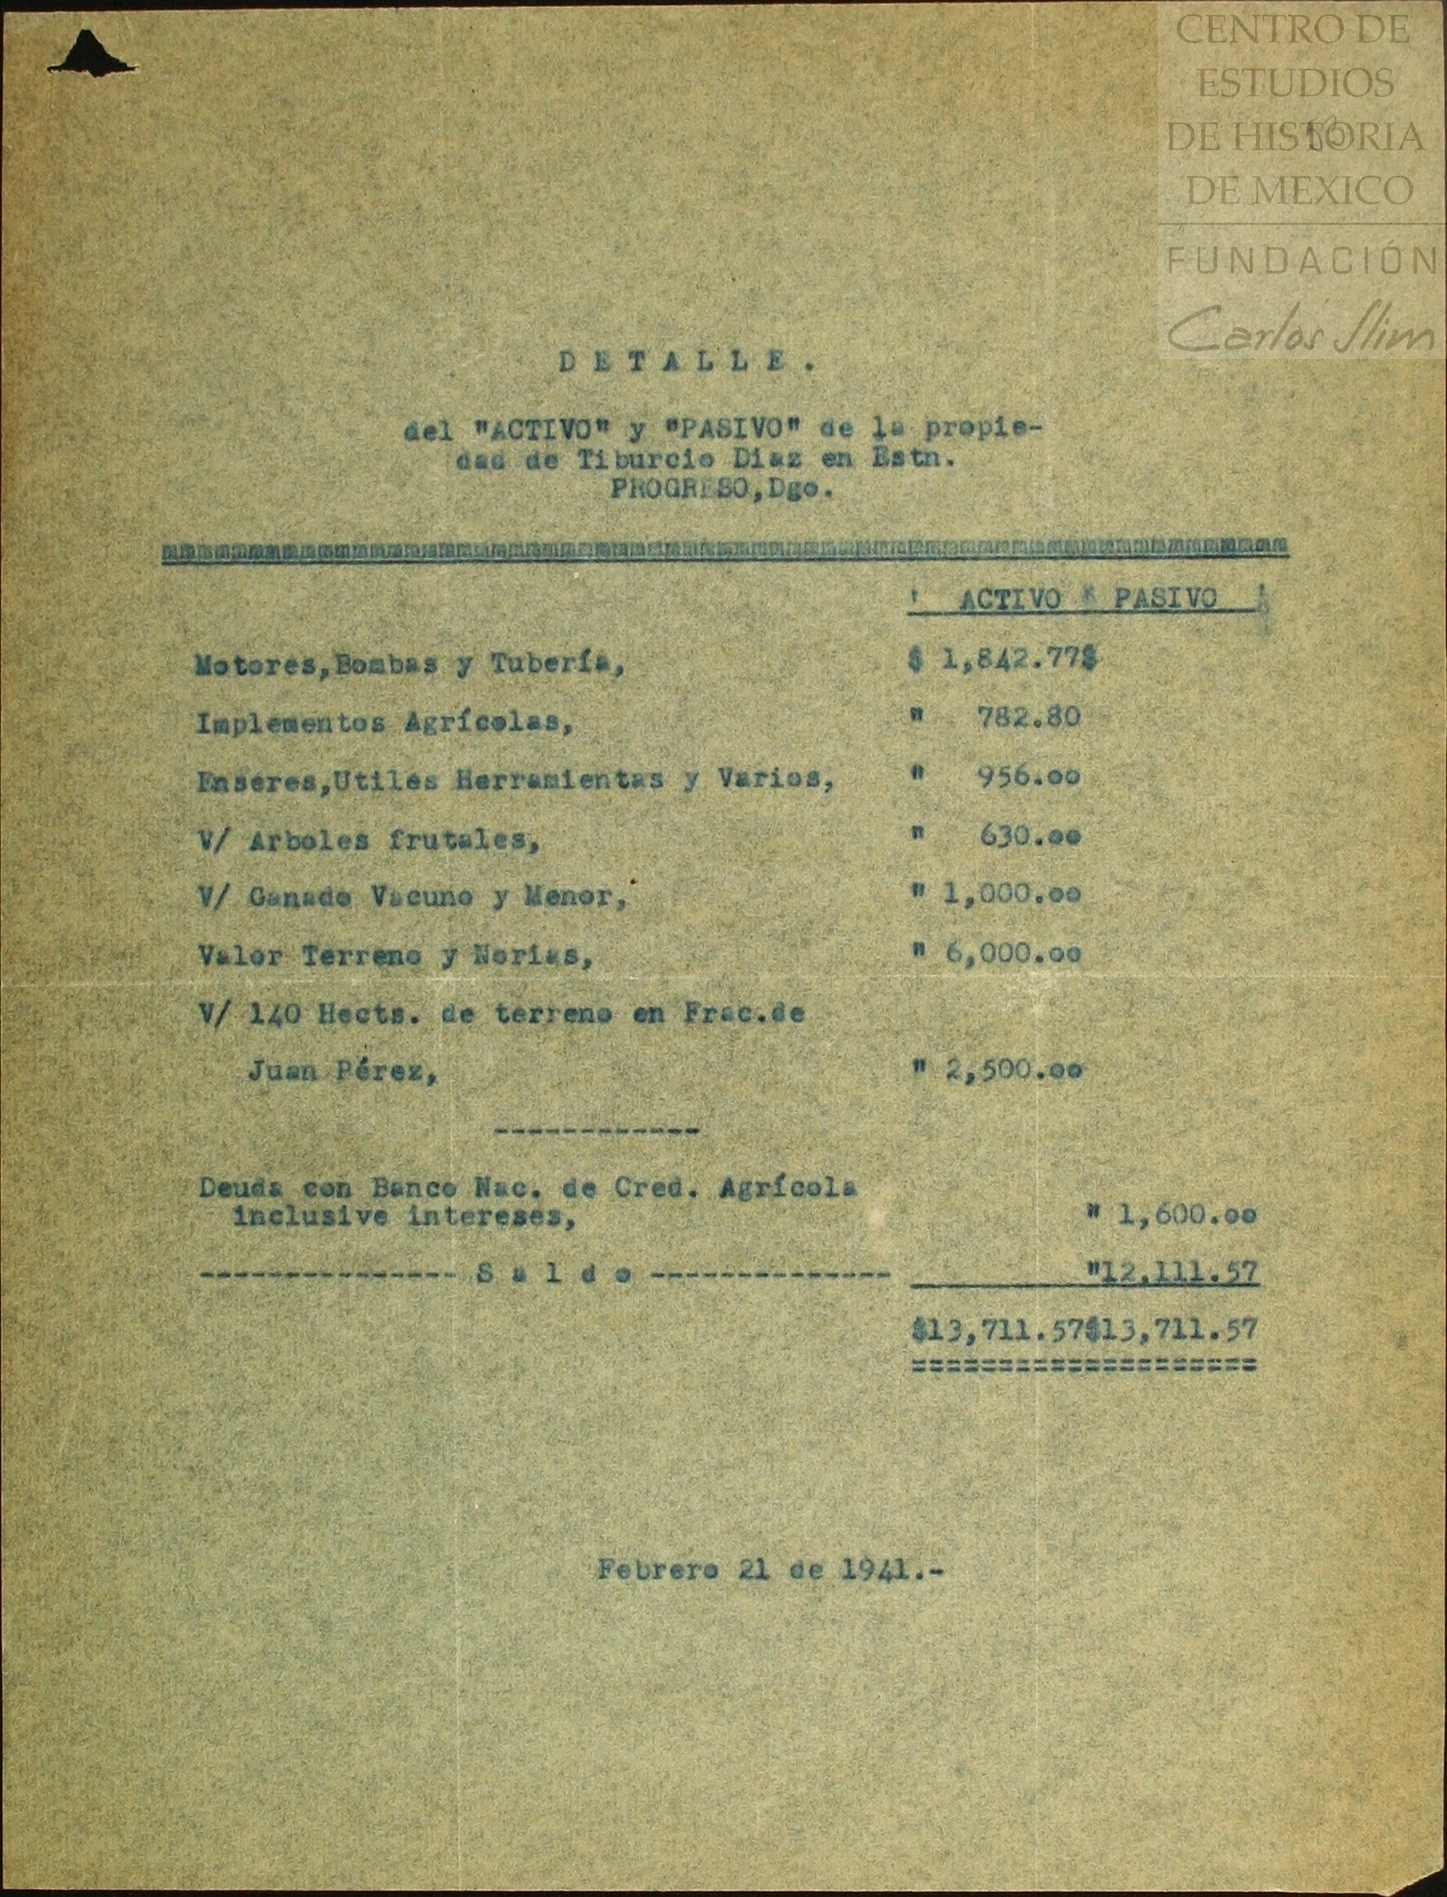 CENTRO DE
ESTUDIOS
DE HISTORIA
DE MEXICO
FUNDACIÓN
Carlos Slim
D E T A L L E .
del "ACTIVO" y "PASIVO" de la propie-
dad de Tiburcio Diaz en Estn.
PROGRESO,Dgo.
' ACTIVO * PASIVO !
Motores,Bombas y Tubería, $ 1,842.77$
Implementos Agrícolas, " 782.80
Enseres,Utiles Herramientas y Varios, " 956.oo
V/ Arboles frutales, " 630.oo
V/ Ganado Vacuno y Menor, " 1,000.oo
Valor Terreno y Norias, " 6,000.oo
V/ 140 Hects. de terreno en Frac.de
Juan Pérez, " 2,500.oo
------------
Deuda con Banco Nac. de Cred. Agrícola
inclusive intereses, " 1,600.oo
--------------- S a l d o -------------- "12,111.57
$13,711.57$13,711.57
====================
Febrero 21 de 1941.-